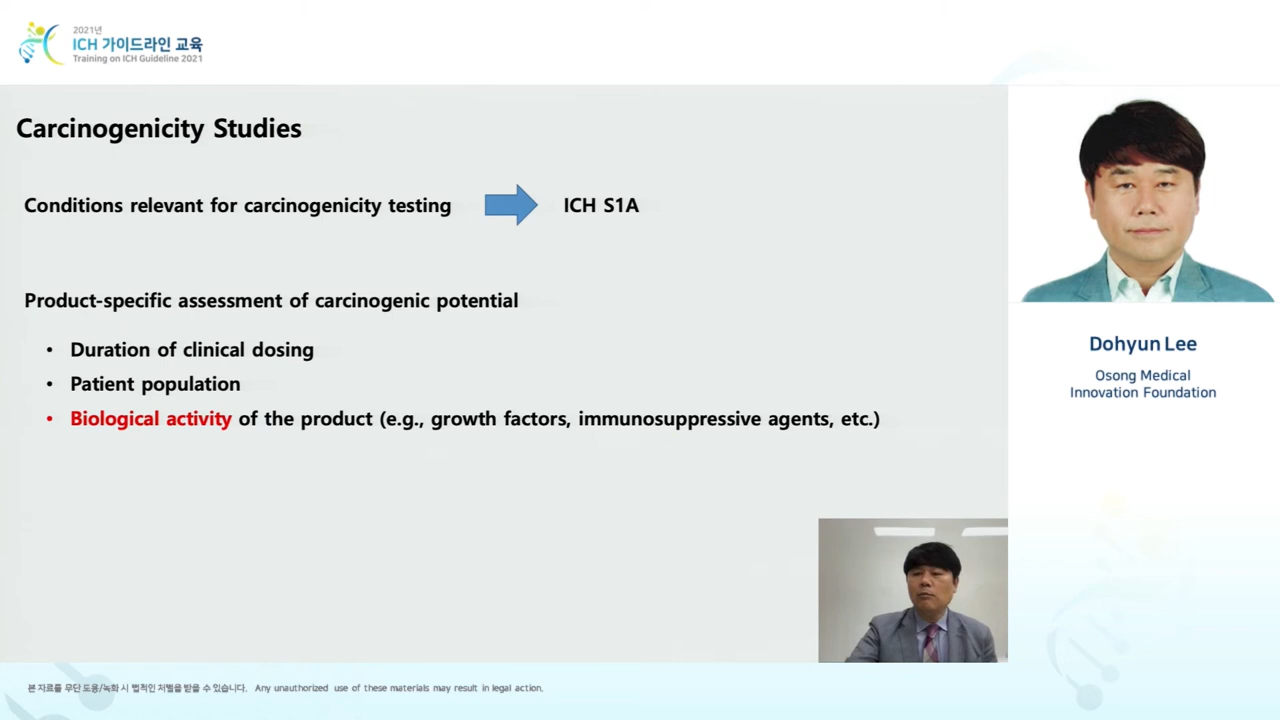 2021년
ICH 가이드라인 교육
Training on ICH Guideline 2021
Carcinogenicity Studies
Conditions relevant for carcinogenicity testing
ICH S1A
Product-specific assessment of carcinogenic potential
• Duration of clinical dosing
• Patient population
• Biological activity of the product (e.g., growth factors, immunosuppressive agents, etc.)
Dohyun Lee
Osong Medical
Innovation Foundation
본 자료를 무단 도용/녹화 시 법적인 처벌을 받을 수 있습니다. Any unauthorized use of these materials may result in legal action.